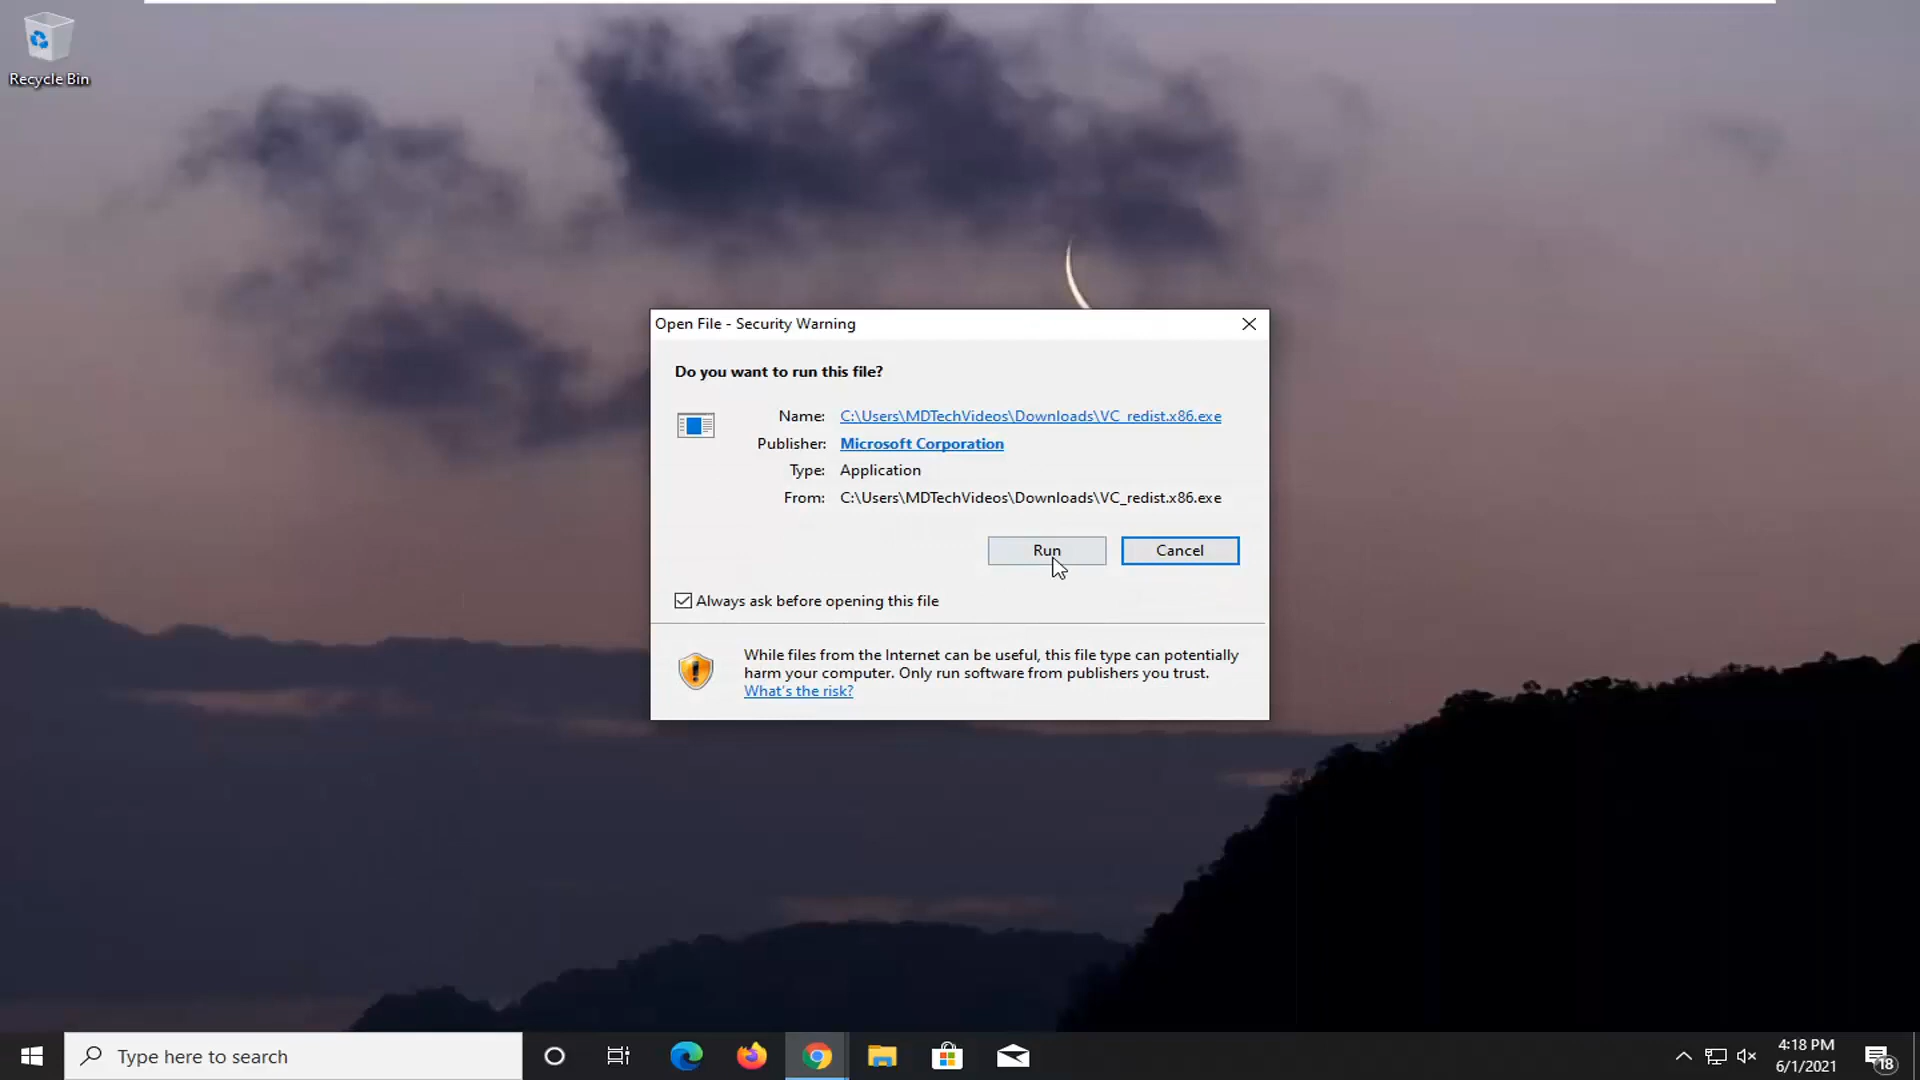 Recycle Bin
Open File - Security Warning
Do you want to run this file?
Name: C:\Users\MDTechVideos\Downloads\VC_redist.x86.exe
Publisher: Microsoft Corporation
Type: Application
From: C:\Users\MDTechVideos\Downloads\VC_redist.x86.exe
Run Cancel
Always ask before opening this file
While files from the Internet can be useful, this file type can potentially
harm your computer. Only run software from publishers you trust.
What's the risk?
Type here to search
4:18 PM
6/1/2021
18